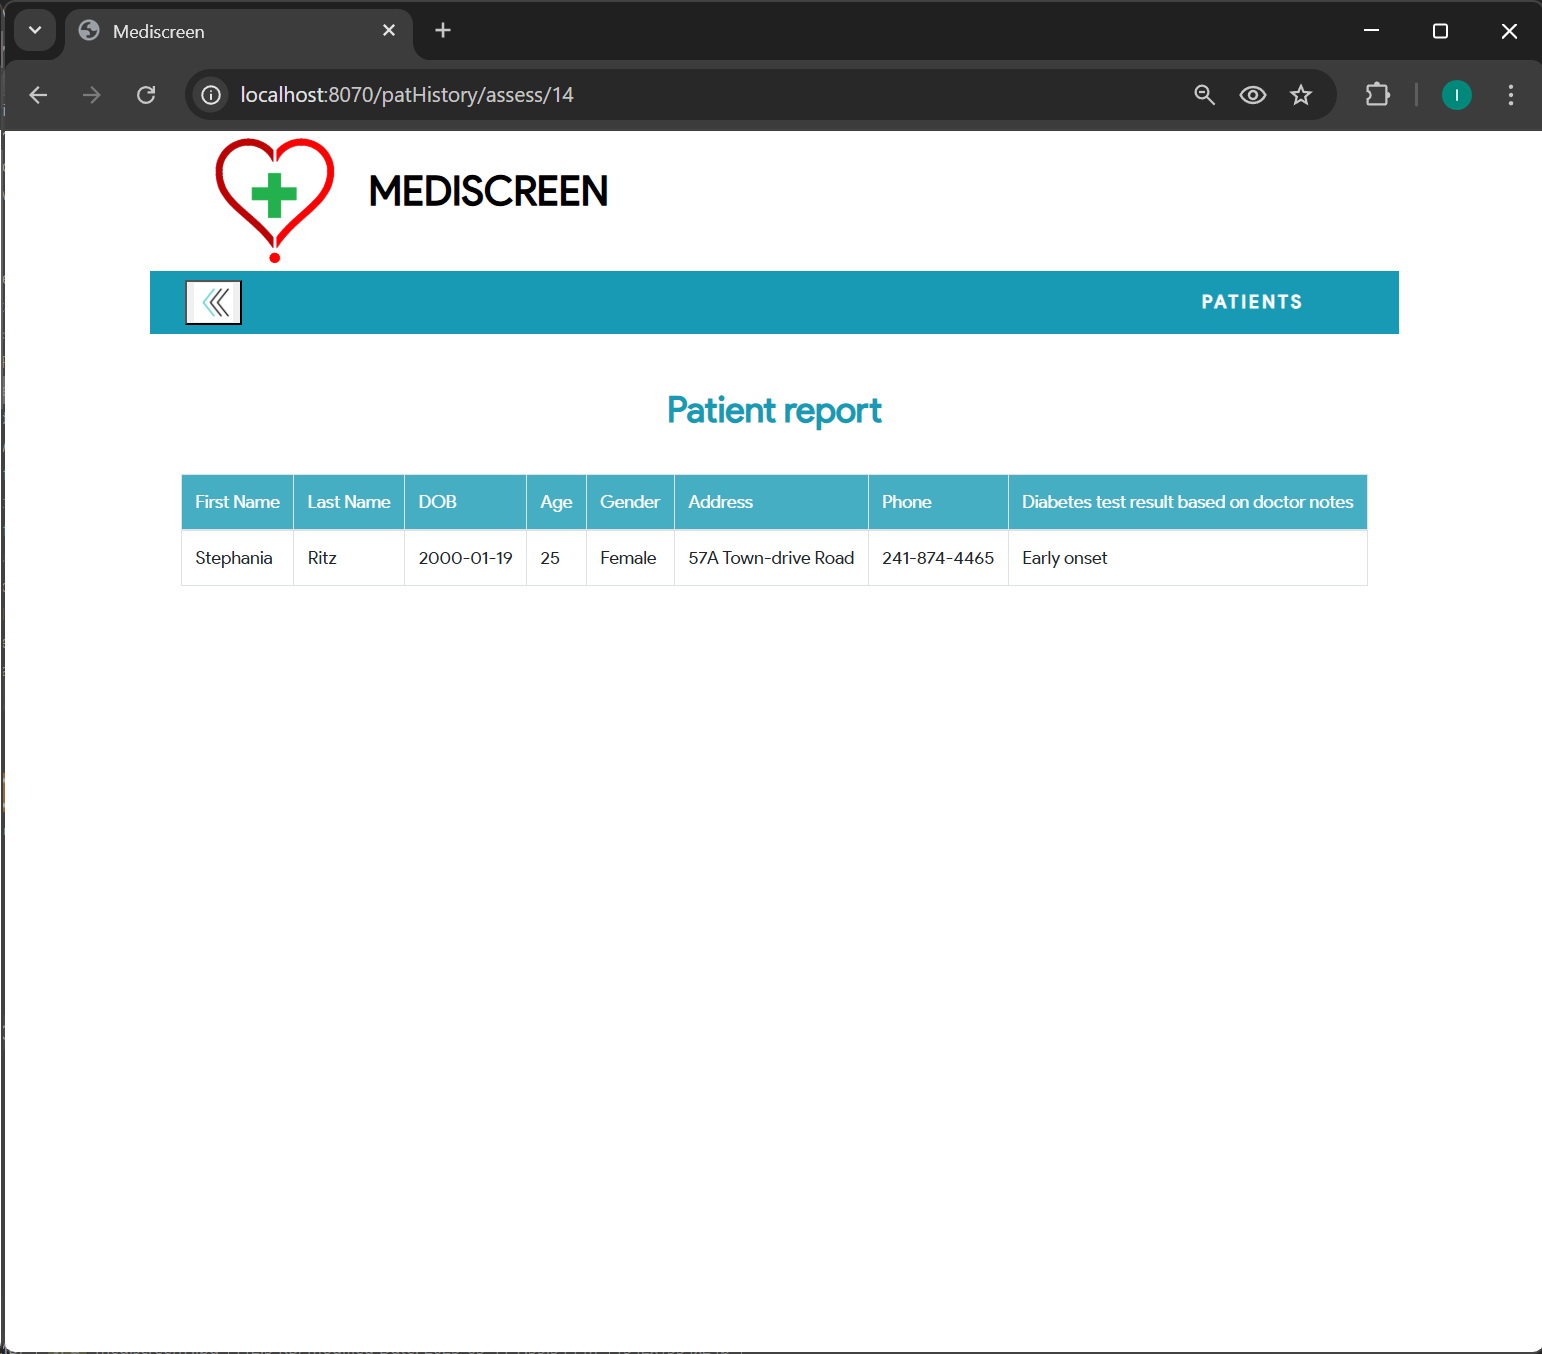 Mediscreen
localhost:8070/patHistory/assess/14
I
MEDISCREEN
PATIENTS
Patient report
First Name Last Name DOB Age Gender Address Phone Diabetes test result based on doctor notes
Stephania Ritz 2000-01-19 25 Female 57A Town-drive Road 241-874-4465 Early onset